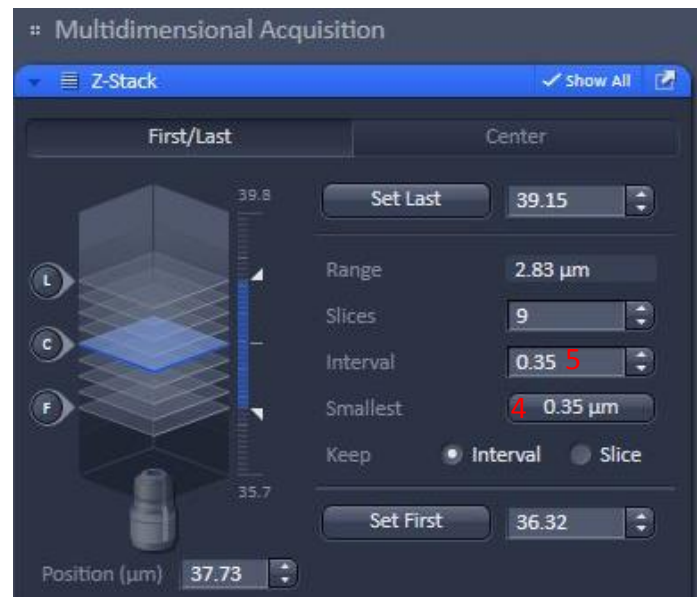 Multidimensional Acquisition
Z-Stack
Show All
First/Last
Center
39.8
Set Last
39.15
L
Range
2.83 µm
Slices
9
C
Interval
0.35
5
F
Smallest
4
0.35 µm
Keep
Interval
Slice
35.7
Set First
36.32
Position (µm)
37.73